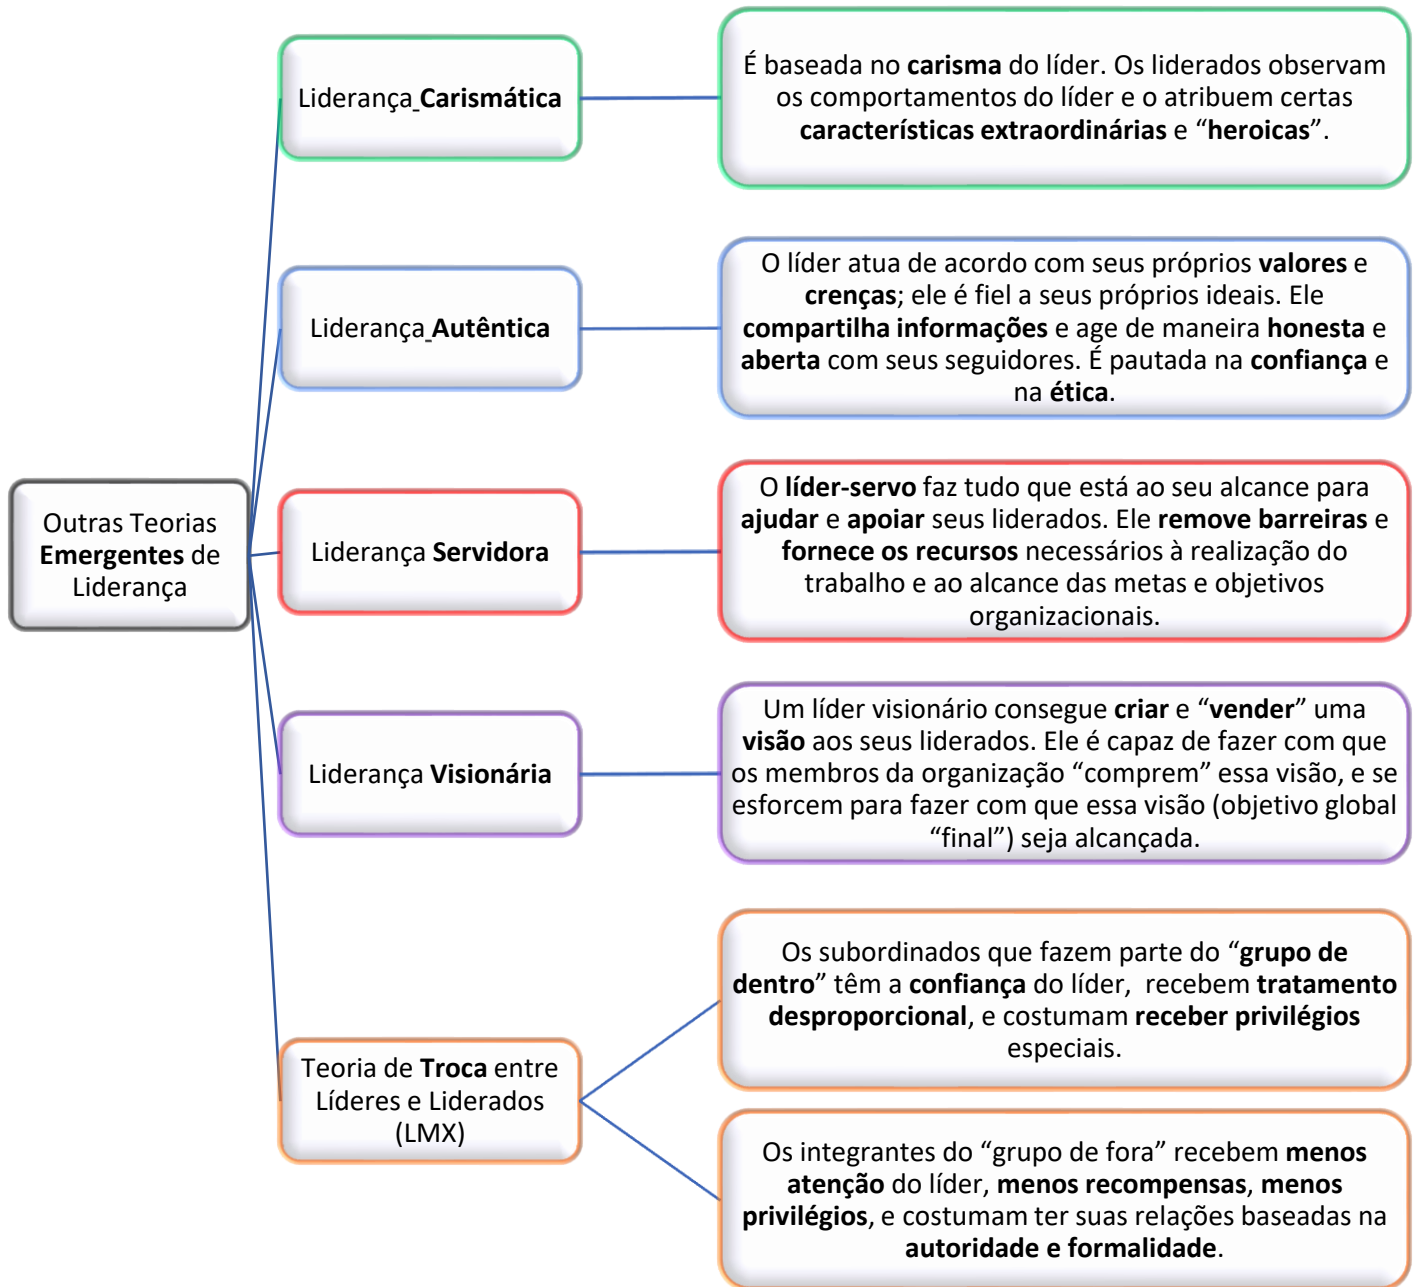 Outras Teorias
Emergentes de
Liderança
Liderança Carismática
É baseada no carisma do líder. Os liderados observam
os comportamentos do líder e o atribuem certas
características extraordinárias e “heroicas”.
Liderança Autêntica
O líder atua de acordo com seus próprios valores e
crenças; ele é fiel a seus próprios ideais. Ele
compartilha informações e age de maneira honesta e
aberta com seus seguidores. É pautada na confiança e
na ética.
Liderança Servidora
O líder-servo faz tudo que está ao seu alcance para
ajudar e apoiar seus liderados. Ele remove barreiras e
fornece os recursos necessários à realização do
trabalho e ao alcance das metas e objetivos
organizacionais.
Liderança Visionária
Um líder visionário consegue criar e “vender” uma
visão aos seus liderados. Ele é capaz de fazer com que
os membros da organização “comprem” essa visão, e se
esforcem para fazer com que essa visão (objetivo global
“final”) seja alcançada.
Teoria de Troca entre
Líderes e Liderados
(LMX)
Os subordinados que fazem parte do “grupo de
dentro” têm a confiança do líder, recebem tratamento
desproporcional, e costumam receber privilégios
especiais.
Os integrantes do “grupo de fora” recebem menos
atenção do líder, menos recompensas, menos
privilégios, e costumam ter suas relações baseadas na
autoridade e formalidade.